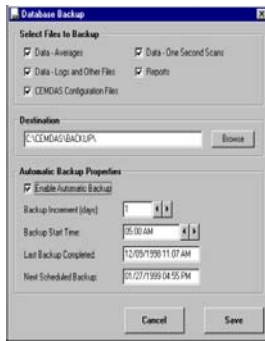 Database Backup
Select Files to Backup
Data - Averages
Data - One Second Scans
Data - Logs and Other Files
Reports
CEMDAS Configuration Files
Destination
C:\CEMDAS\BACKUP\
Browse
Automatic Backup Properties
Enable Automatic Backup
Backup Increment (days)
1
Backup Start Time:
05:00 AM
Last Backup Completed:
12/09/1998 11:07 AM
Next Scheduled Backup:
01/27/1999 04:55 PM
Cancel
Save